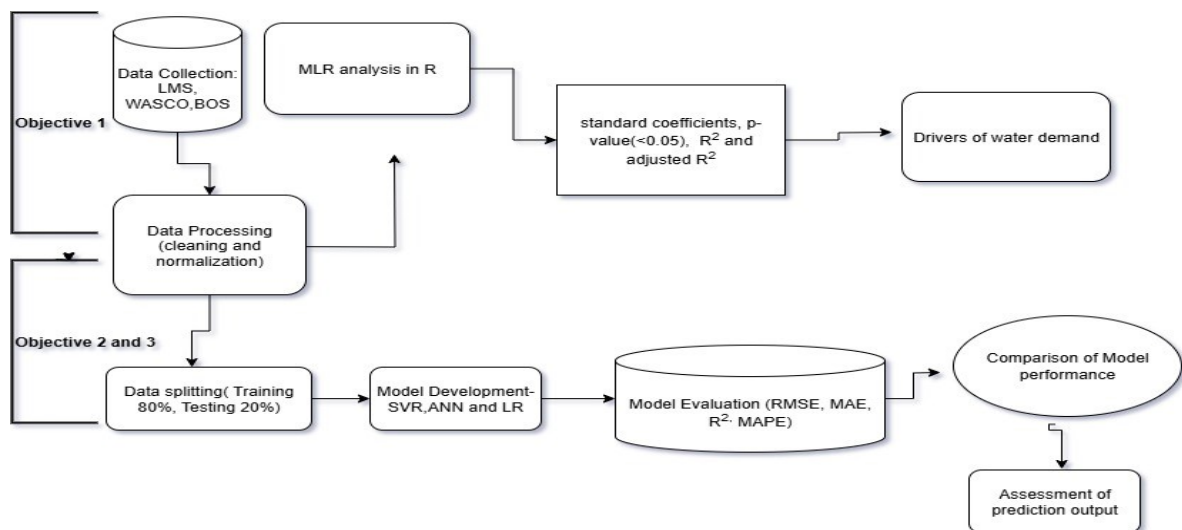 Data Collection:
LMS,
WASCO,BOS
MLR analysis in R
Objective 1
standard coefficients, p-
value(<0.05), R² and
adjusted R²
Drivers of water demand
Data Processing
(cleaning and
normalization)
Objective 2 and 3
Data splitting( Training
80%, Testing 20%)
Model Development-
SVR,ANN and LR
Model Evaluation (RMSE, MAE,
R². MAPE)
Comparison of Model
performance
Assessment of
prediction output